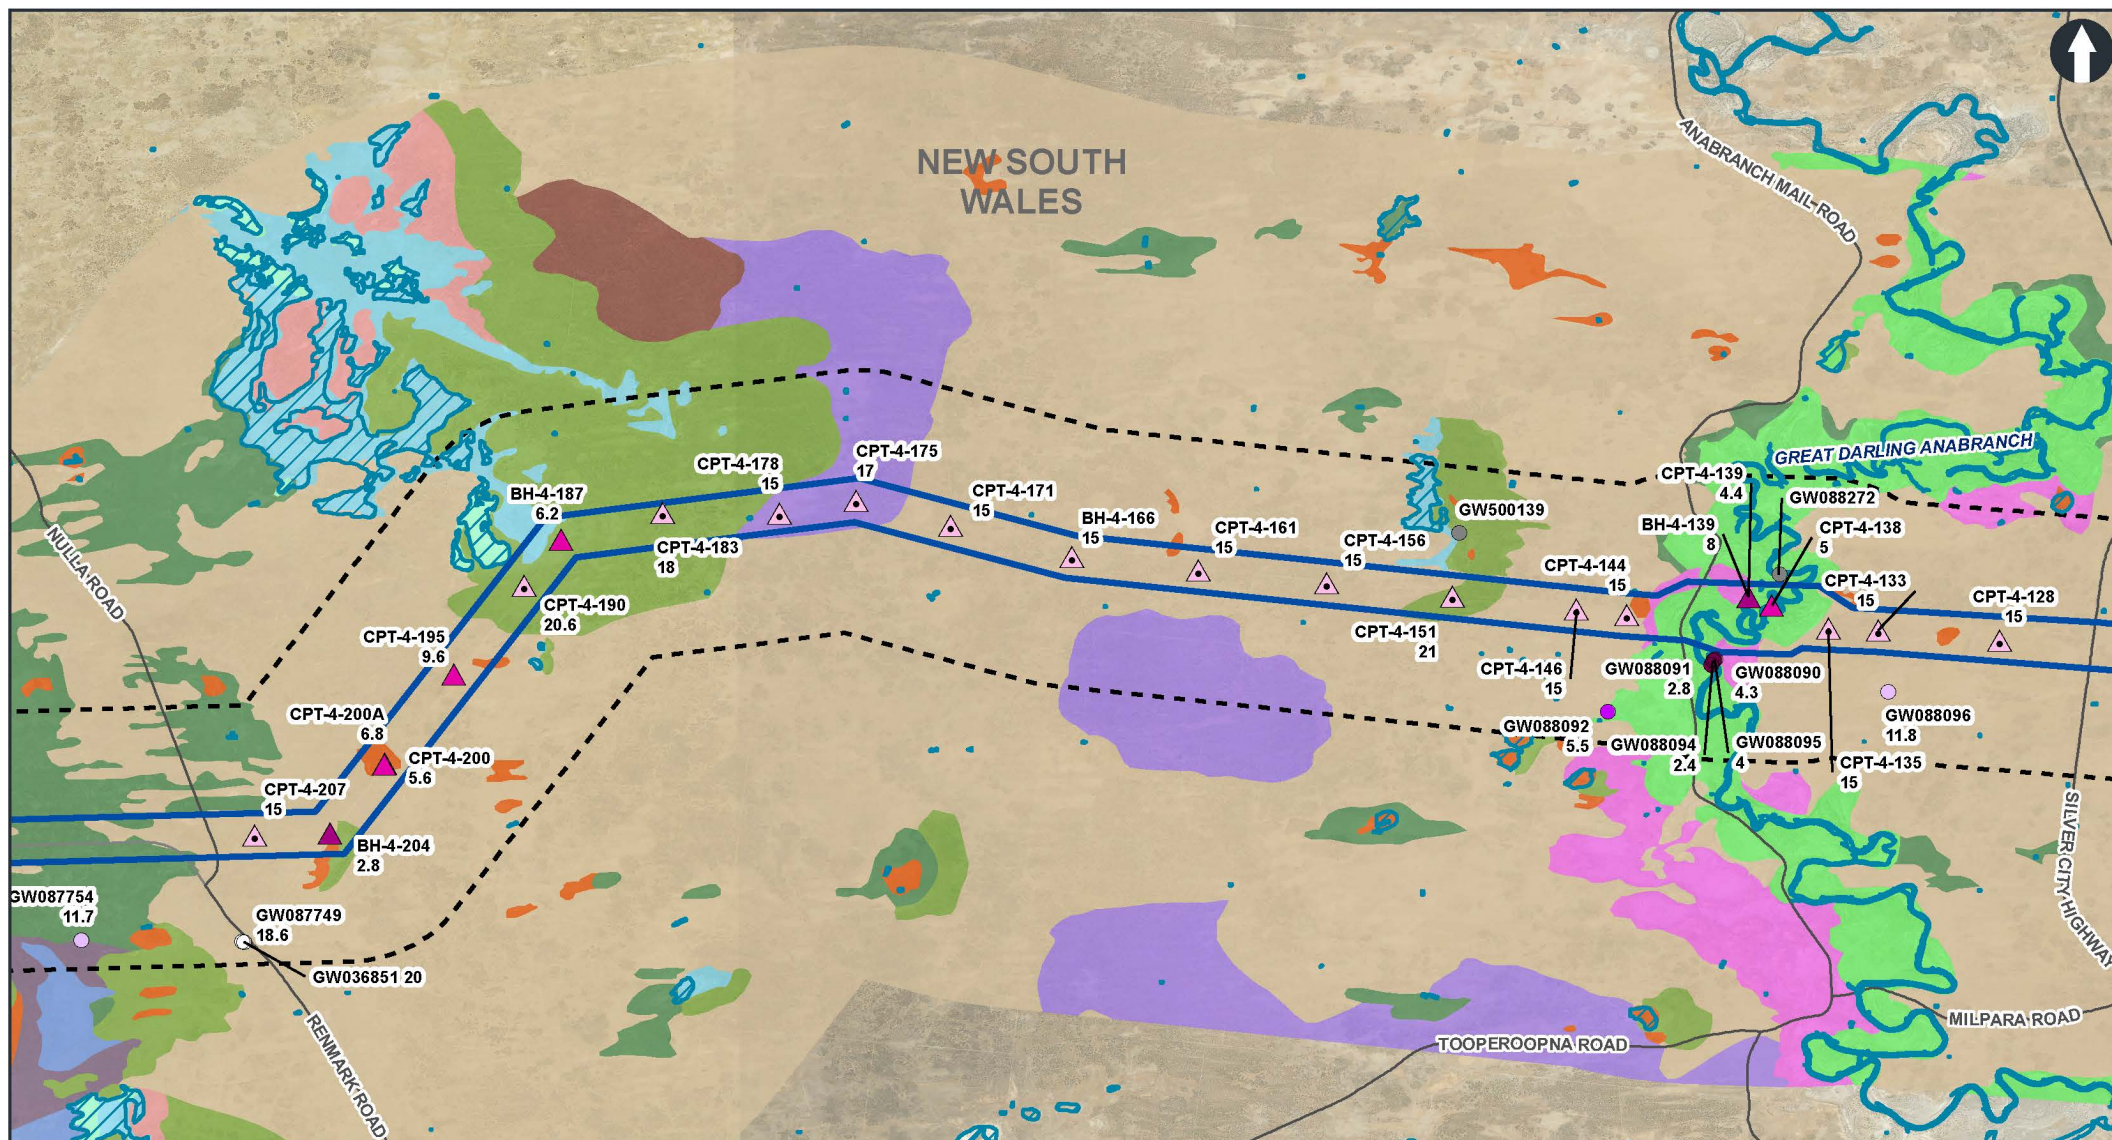 NEW SOUTH
WALES
ANABRANCH MAIL ROAD
GREAT DARLING ANABRANCH
CPT-4-175
17
CPT-4-178
15
CPT-4-139
4.4
GW088272
BH-4-187
6.2
CPT-4-171
15
GW500139
BH-4-166
15
CPT-4-161
15
CPT-4-156
15
BH-4-139
8
CPT-4-138
5
CPT-4-183
18
CPT-4-144
15
CPT-4-133
15
CPT-4-128
15
NULLA ROAD
CPT-4-190
20.6
CPT-4-195
9.6
CPT-4-151
21
CPT-4-146
15
GW088091
2.8
GW088090
4.3
CPT-4-200A
6.8
GW088092
5.5
GW088094
2.4
GW088095
4
GW088096
11.8
CPT-4-200
5.6
CPT-4-135
15
CPT-4-207
15
BH-4-204
2.8
SILVER CITY HIGHWAY
GW087754
11.7
GW087749
18.6
GW036851 20
RENMARK ROAD
MILPARA ROAD
TOOPEROOPNA ROAD